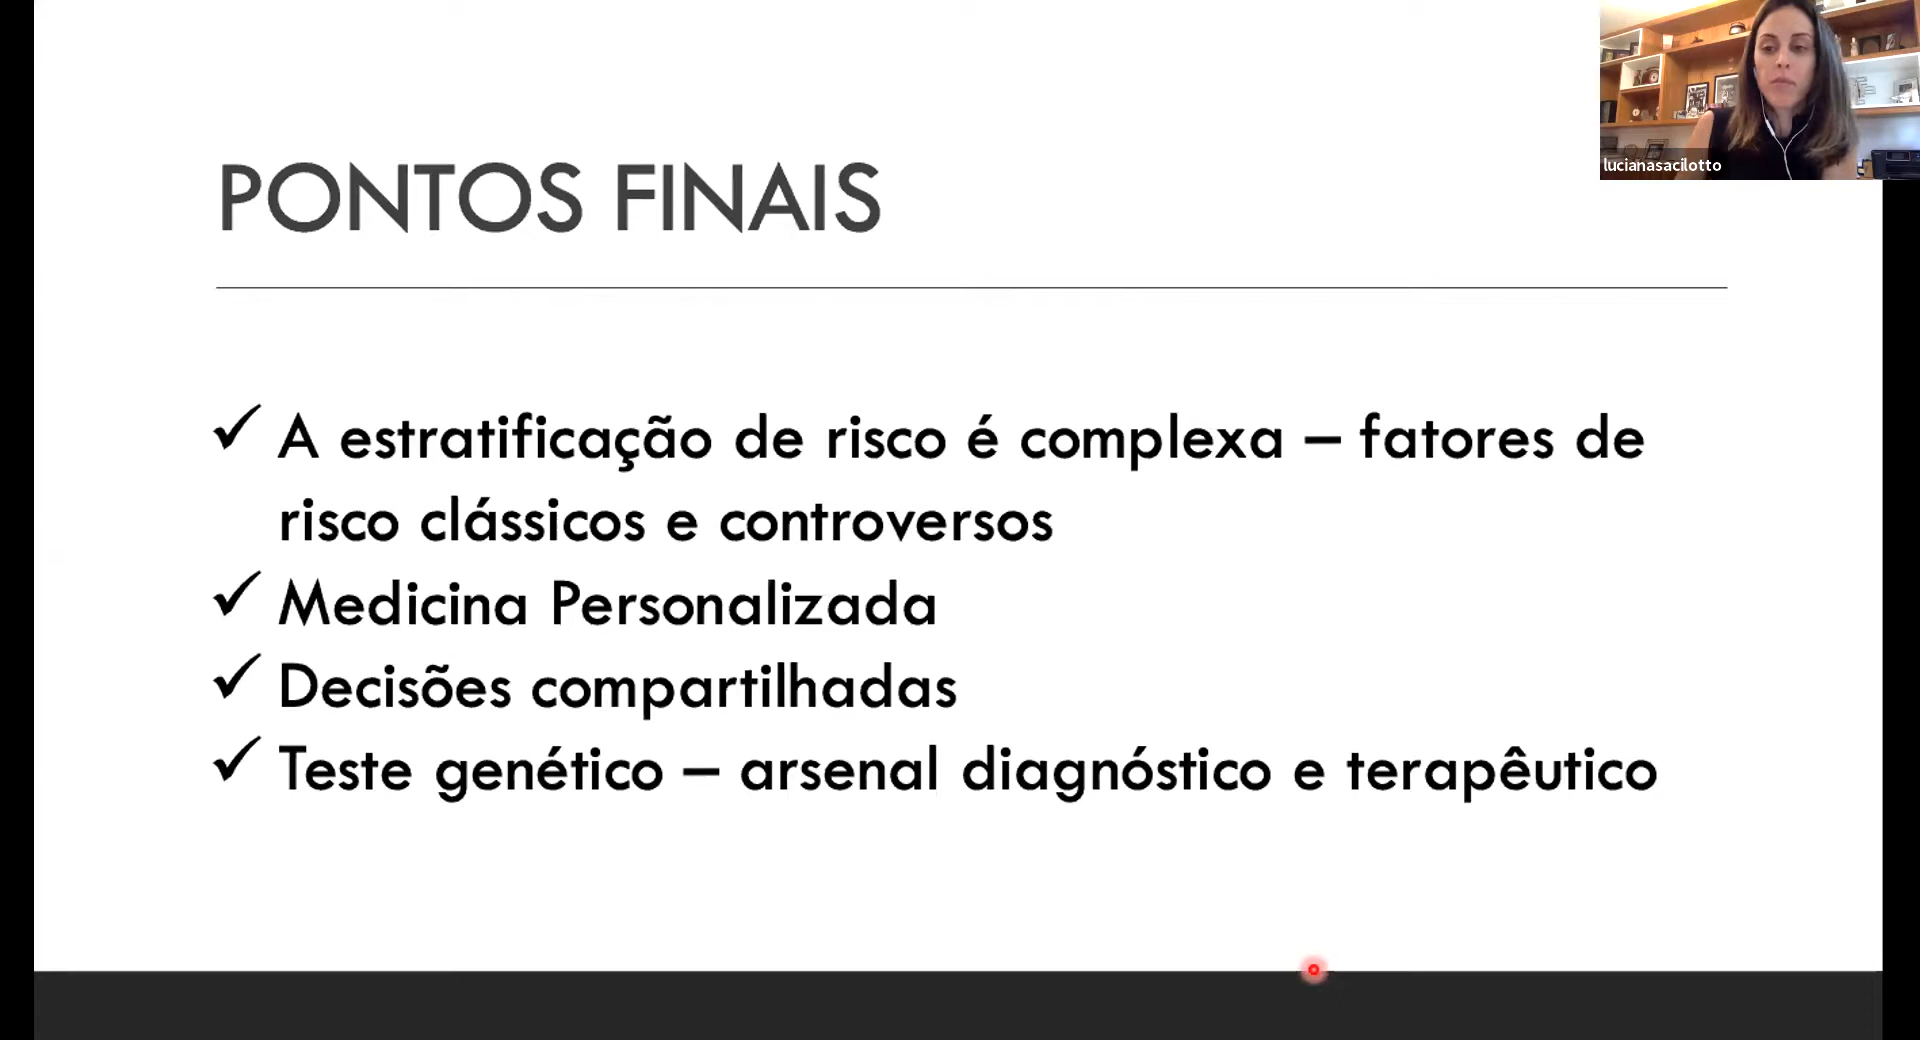 lucianasacilotto
PONTOS FINAIS
✓ A estratificação de risco é complexa – fatores de
risco clássicos e controversos
✓ Medicina Personalizada
✓ Decisões compartilhadas
✓ Teste genético – arsenal diagnóstico e terapêutico